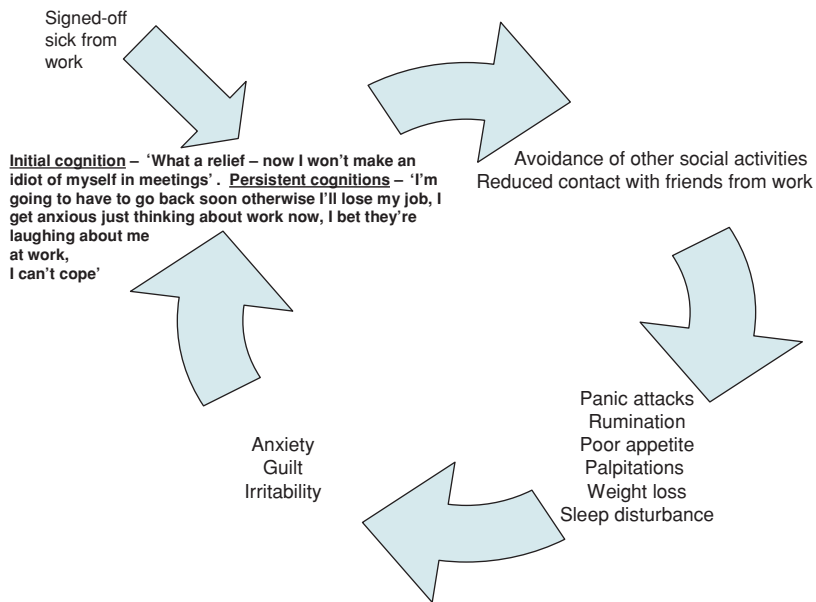 Signed-off
sick from
work
Initial cognition – ‘What a relief – now I won’t make an
idiot of myself in meetings’ . Persistent cognitions – ‘I’m
going to have to go back soon otherwise I’ll lose my job, I
get anxious just thinking about work now, I bet they’re
laughing about me
at work,
I can’t cope’
Avoidance of other social activities
Reduced contact with friends from work
Panic attacks
Rumination
Poor appetite
Palpitations
Weight loss
Sleep disturbance
Anxiety
Guilt
Irritability